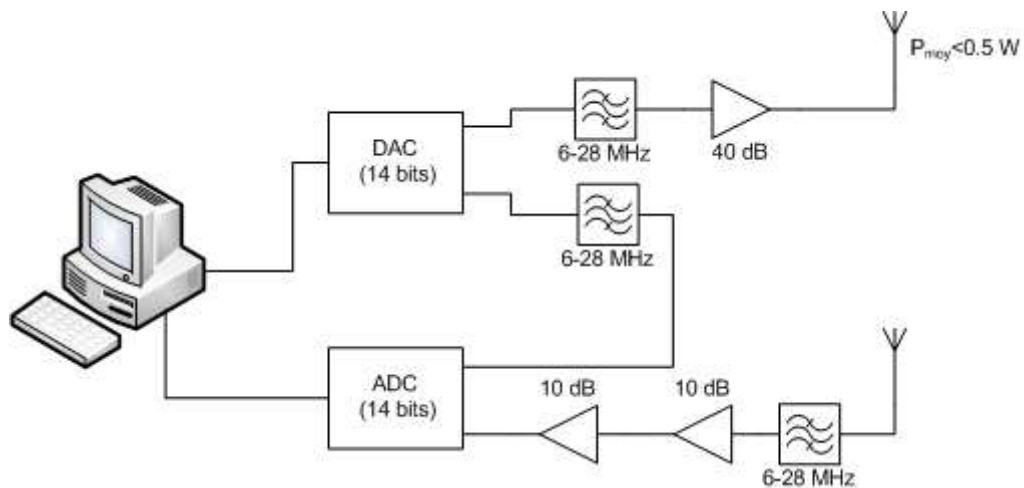 P_moy<0.5 W
DAC
(14 bits)
6-28 MHz
40 dB
6-28 MHz
ADC
(14 bits)
10 dB
10 dB
6-28 MHz